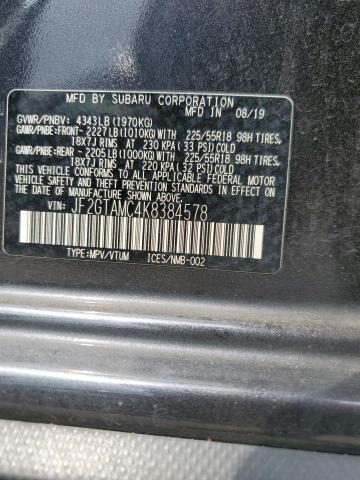 MFD BY SUBARU CORPORATION
MFD IN 08/19
GVWR/PNBV: 4343LB (1970KG)
GAWR/PNBE:FRONT- 2227LB (1010KG) WITH 225/55R18 98H TIRES,
18X7J RIMS AT 230 KPA (33 PSI) COLD
GAWR/PNBE:REAR - 2205LB (1000KG) WITH 225/55R18 98H TIRES,
18X7J RIMS AT 220 KPA (32 PSI) COLD
THIS VEHICLE CONFORMS TO ALL APPLICABLE FEDERAL MOTOR
VEHICLE SAFETY AND THEFT PREVENTION STANDARDS IN
EFFECT ON THE DATE OF MANUFACTURE SHOWN ABOVE.
VIN: JF2GTAMC4K8384578
TYPE:MPV/VTUM ICES/NMB-002